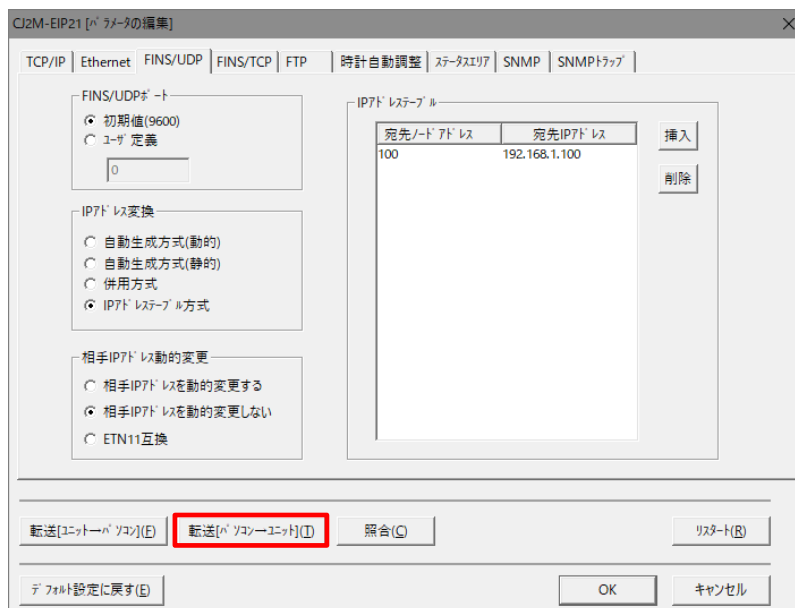 CJ2M-EIP21 [ﾊﾟﾗﾒｰﾀの編集]
TCP/IP Ethernet FINS/UDP FINS/TCP FTP 時計自動調整 ｽﾃｰﾀｽｴﾘｱ SNMP SNMPﾄﾗｯﾌﾟ
FINS/UDPﾎﾟｰﾄ
初期値(9600)
ﾕｰｻﾞ定義
0
IPｱﾄﾞﾚｽ変換
自動生成方式(動的)
自動生成方式(静的)
併用方式
IPｱﾄﾞﾚｽﾃｰﾌﾞﾙ方式
相手IPｱﾄﾞﾚｽ動的変更
相手IPｱﾄﾞﾚｽを動的変更する
相手IPｱﾄﾞﾚｽを動的変更しない
ETN11互換
IPｱﾄﾞﾚｽﾃｰﾌﾞﾙ
宛先ﾉｰﾄﾞｱﾄﾞﾚｽ 宛先IPｱﾄﾞﾚｽ
100 192.168.1.100
挿入
削除
転送[ﾕﾆｯﾄ→ﾊﾟｿｺﾝ](F) 転送[ﾊﾟｿｺﾝ→ﾕﾆｯﾄ](T) 照合(C) ﾘｽﾀｰﾄ(R)
ﾃﾞﾌｫﾙﾄ設定に戻す(E) OK キャンセル